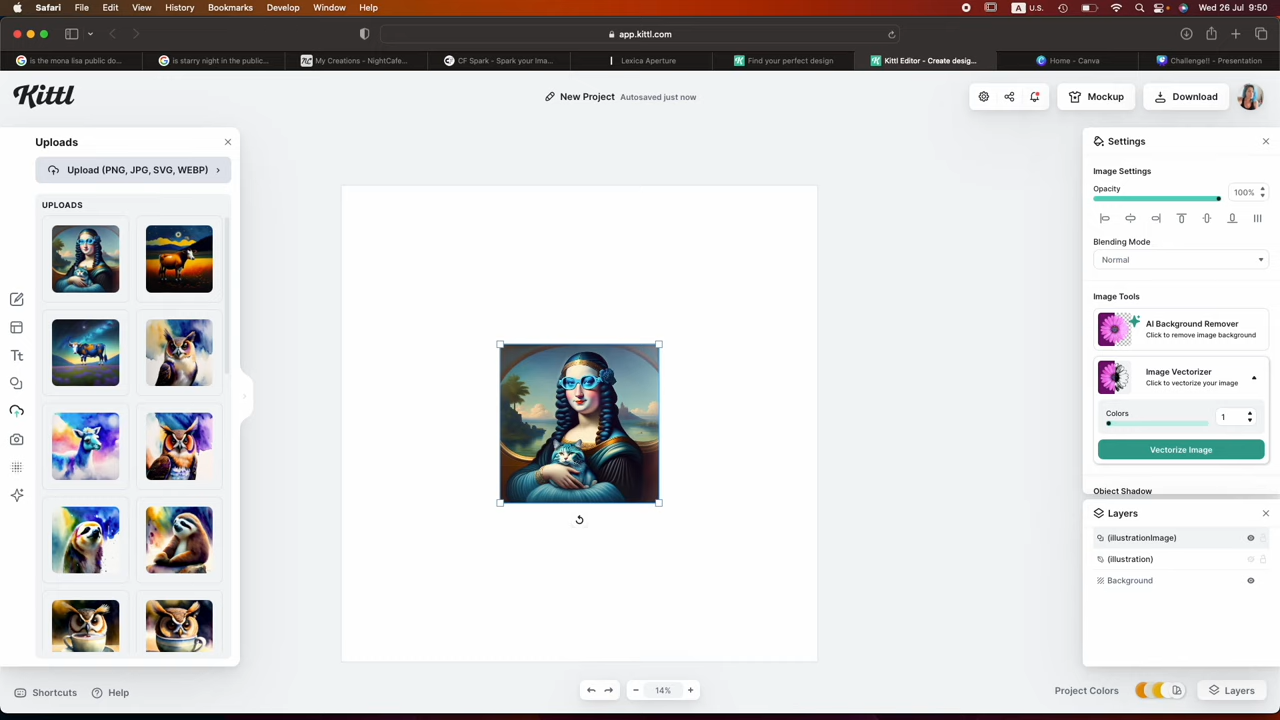 Safari File Edit View History Bookmarks Develop Window Help
A U.S. Wed 26 Jul 9:50
app.kittl.com
is the mona lisa public do...
is starry night in the public...
My Creations - NightCafe...
CF Spark - Spark your Ima...
Lexica Aperture
Find your perfect design
Kittl Editor - Create desig...
Home - Canva
Challenge!! - Presentation
Kittl
New Project Autosaved just now
Mockup
Download
Uploads
Upload (PNG, JPG, SVG, WEBP)
UPLOADS
Settings
Image Settings
Opacity
100%
Blending Mode
Normal
Image Tools
AI Background Remover
Click to remove image background
Image Vectorizer
Click to vectorize your image
Colors
1
Vectorize Image
Object Shadow
Layers
(illustrationImage)
(illustration)
Background
Shortcuts
Help
14%
Project Colors
Layers